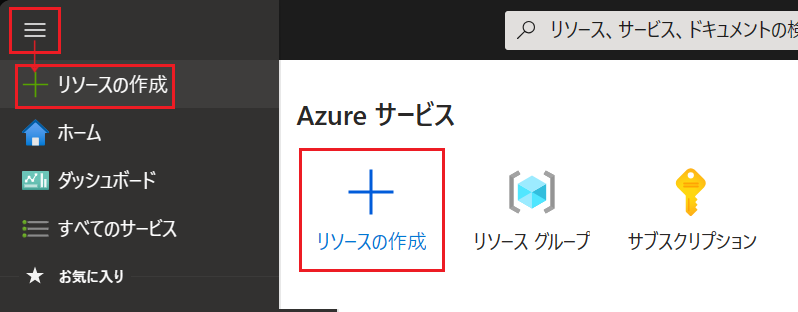 リソース、サービス、ドキュメントの検
リソースの作成
ホーム
ダッシュボード
すべてのサービス
お気に入り
Azure サービス
リソースの作成
リソース グループ
サブスクリプション